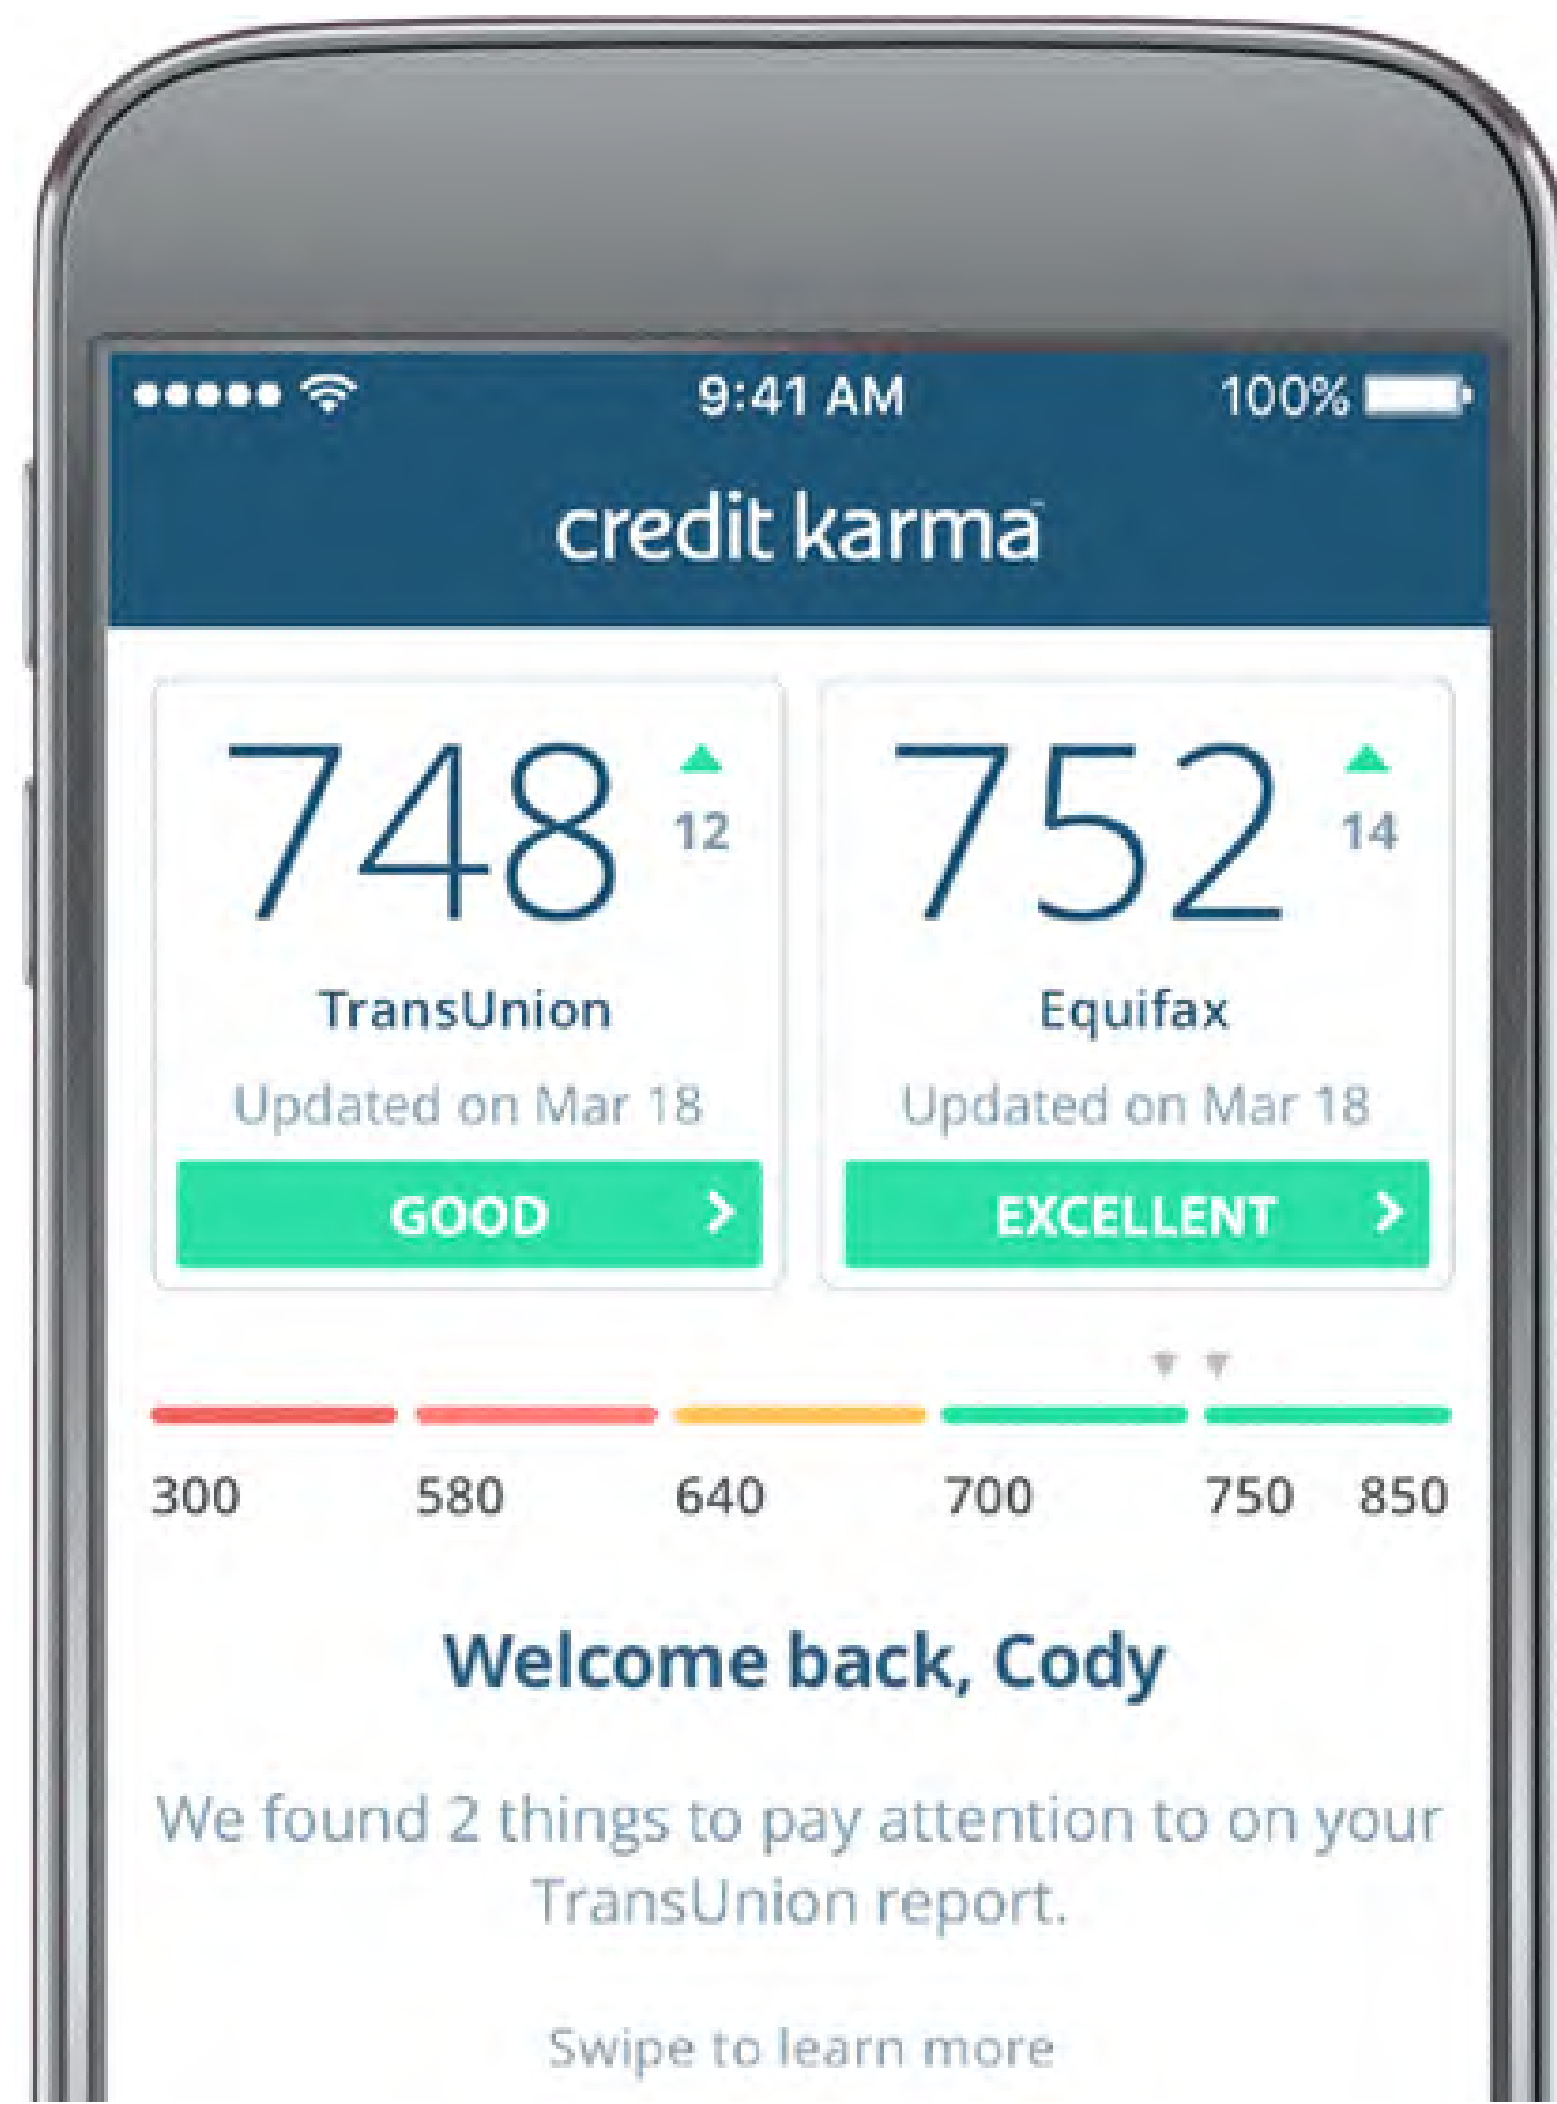 9:41 AM 100%
credit karma
748 12
TransUnion
Updated on Mar 18
GOOD
752 14
Equifax
Updated on Mar 18
EXCELLENT
300 580 640 700 750 850
Welcome back, Cody
We found 2 things to pay attention to on your
TransUnion report.
Swipe to learn more